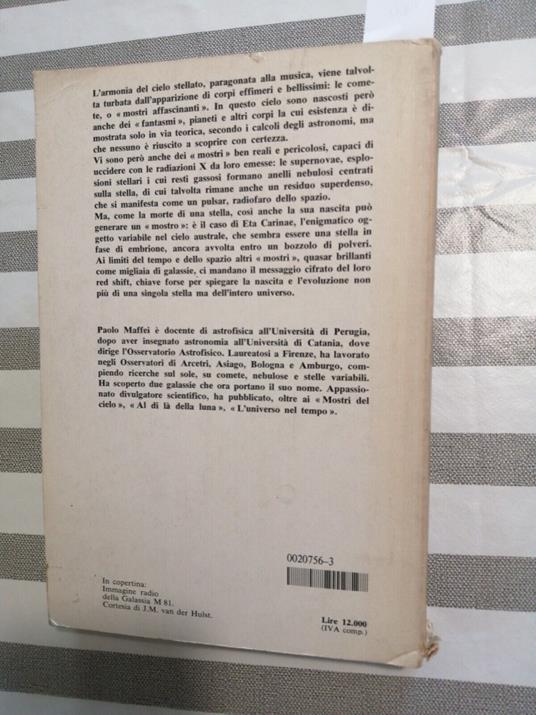 L'armonia del cielo stellato, paragonata alla musica, viene talvol-
ta turbata dall'apparizione di corpi effimeri e bellissimi: le come-
te, o « mostri affascinanti ». In questo cielo sono nascosti però
anche dei « fantasmi », pianeti e altri corpi la cui esistenza è di-
mostrata solo in via teorica, secondo i calcoli degli astronomi, ma
che nessuno è riuscito a scoprire con certezza.
Vi sono però anche dei « mostri » ben reali e pericolosi, capaci di
uccidere con le radiazioni X da loro emesse: le supernovae, esplo-
sioni stellari i cui resti gassosi formano anelli nebulosi centrati
sulla stella, di cui talvolta rimane anche un residuo superdenso,
che si manifesta come un pulsar, radiofaro dello spazio.
Ma, come la morte di una stella, così anche la sua nascita può
generare un « mostro »: è il caso di Eta Carinae, l'enigmatico og-
getto variabile nel cielo australe, che sembra essere una stella in
fase di embrione, ancora avvolta entro un bozzolo di polveri.
Ai limiti del tempo e dello spazio altri « mostri », quasar brillanti
come migliaia di galassie, ci mandano il messaggio cifrato del loro
red shift, chiave forse per spiegare la nascita e l'evoluzione non
più di una singola stella ma dell'intero universo.
Paolo Maffei è docente di astrofisica all'Università di Perugia,
dopo aver insegnato astronomia all'Università di Catania, dove
dirige l'Osservatorio Astrofisico. Laureatosi a Firenze, ha lavorato
negli Osservatori di Arcetri, Asiago, Bologna e Amburgo, com-
piendo ricerche sul sole, su comete, nebulose e stelle variabili.
Ha scoperto due galassie che ora portano il suo nome. Appassio-
nato divulgatore scientifico, ha pubblicato, oltre ai « Mostri del
cielo », « Al di là della luna », « L'universo nel tempo ».
0020756-3
In copertina:
Immagine radio
della Galassia M 81.
Cortesia di J.M. van der Hulst.
Lire 12.000
(IVA comp.)